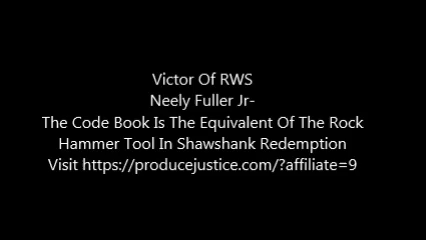 Victor Of RWS
Neely Fuller Jr-
The Code Book Is The Equivalent Of The Rock
Hammer Tool In Shawshank Redemption
Visit https://producejustice.com/?affiliate=9